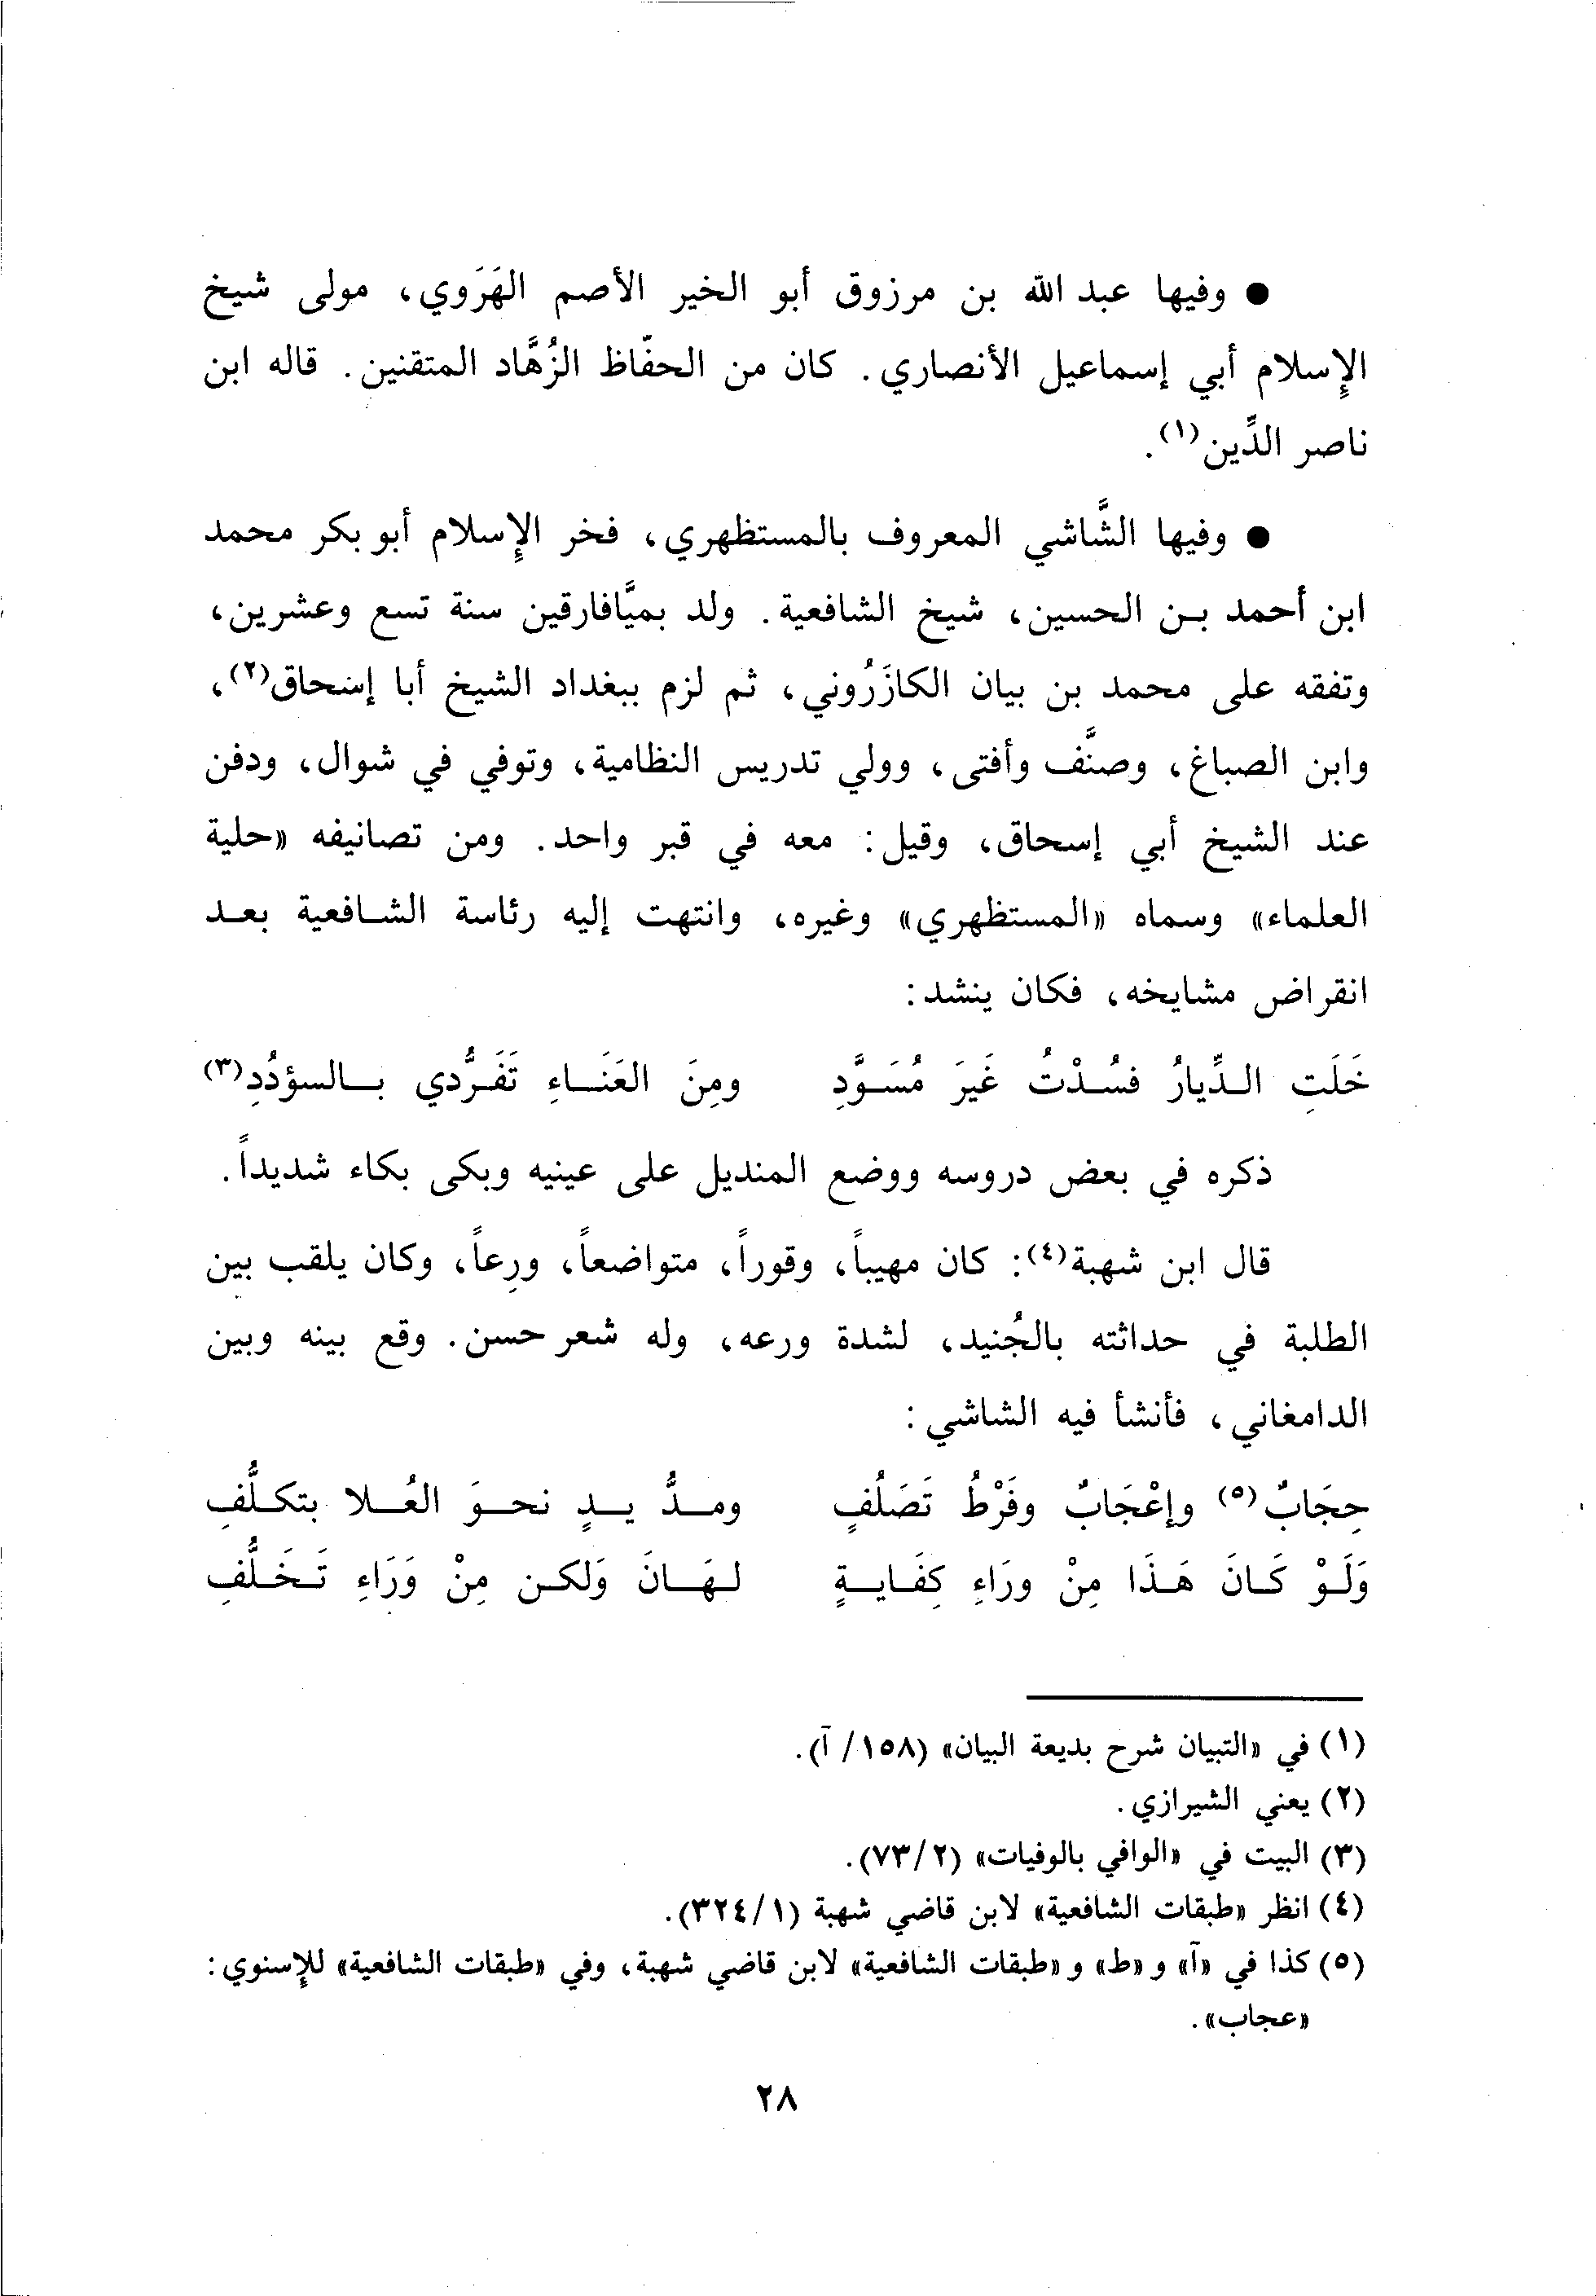 ● وفيها عبد الله بن مرزوق أبو الخير الأصم الهَرَوي، مولى شيخ
الإِسلام أبي إسماعيل الأنصاري. كان من الحفّاظ الزُهَّاد المتقنين. قاله ابن
ناصر الدِّين(١).
● وفيها الشَّاشي المعروف بالمستظهري، فخر الإِسلام أبو بكر محمد
ابن أحمد بن الحسين، شيخ الشافعية. ولد بميَّافارقين سنة تسع وعشرين،
وتفقه على محمد بن بيان الكازَرُوني، ثم لزم ببغداد الشيخ أبا إسحاق(٢)،
وابن الصباغ، وصنَّف وأفتى، وولي تدريس النظامية، وتوفي في شوال، ودفن
عند الشيخ أبي إسحاق، وقيل: معه في قبر واحد. ومن تصانيفه «حلية
العلماء» وسماه «المستظهري» وغيره، وانتهت إليه رئاسة الشافعية بعد
انقراض مشايخه، فكان ينشد:
خَلَتِ الدِّيارُ فسُدْتُ غَيرَ مُسَوَّدِ ومِنَ العَنَاءِ تَفَرُّدي بالسؤدُدِ(٣)
ذكره في بعض دروسه ووضع المنديل على عينيه وبكى بكاء شديداً.
قال ابن شهبة(٤): كان مهيباً، وقوراً، متواضعاً، ورِعاً، وكان يلقب بين
الطلبة في حداثته بالجُنيد، لشدة ورعه، وله شعر حسن. وقع بينه وبين
الدامغاني، فأنشأ فيه الشاشي:
حِجَابٌ(٥) وإعْجَابٌ وفَرْطُ تَصَلُفٍ ومدُّ يدٍ نحوَ العُلا بتكلُّفِ
وَلَوْ كَانَ هَذَا مِنْ ورَاءِ كِفَايةٍ لهَانَ وَلكن مِنْ وَرَاءِ تَخَلُّفِ
(١) في «التبيان شرح بديعة البيان» (١٥٨/ آ).
(٢) يعني الشيرازي.
(٣) البيت في «الوافي بالوفيات» (٧٣/٢).
(٤) انظر «طبقات الشافعية» لابن قاضي شهبة (٣٢٤/١).
(٥) كذا في «آ» و «ط» و «طبقات الشافعية» لابن قاضي شهبة، وفي «طبقات الشافعية» للإسنوي:
«عجاب».
٢٨